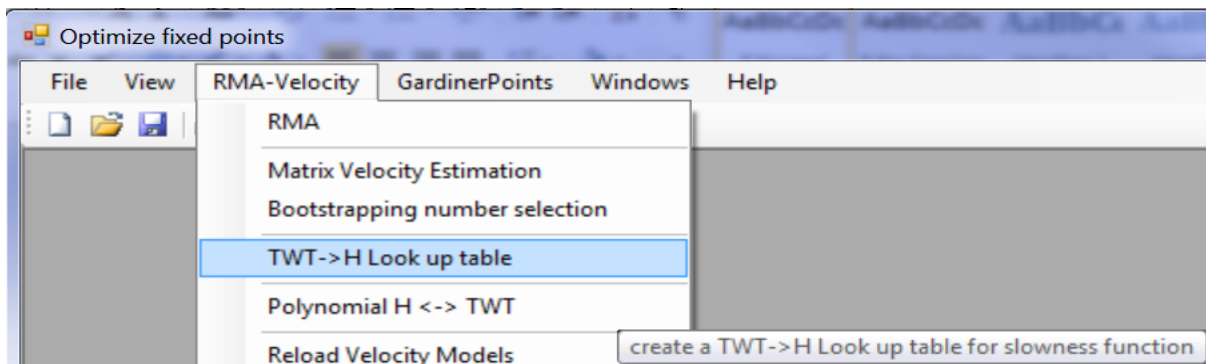 Optimize fixed points
File View RMA-Velocity GardinerPoints Windows Help
RMA
Matrix Velocity Estimation
Bootstrapping number selection
TWT->H Look up table
Polynomial H <-> TWT
Reload Velocity Models
create a TWT->H Look up table for slowness function